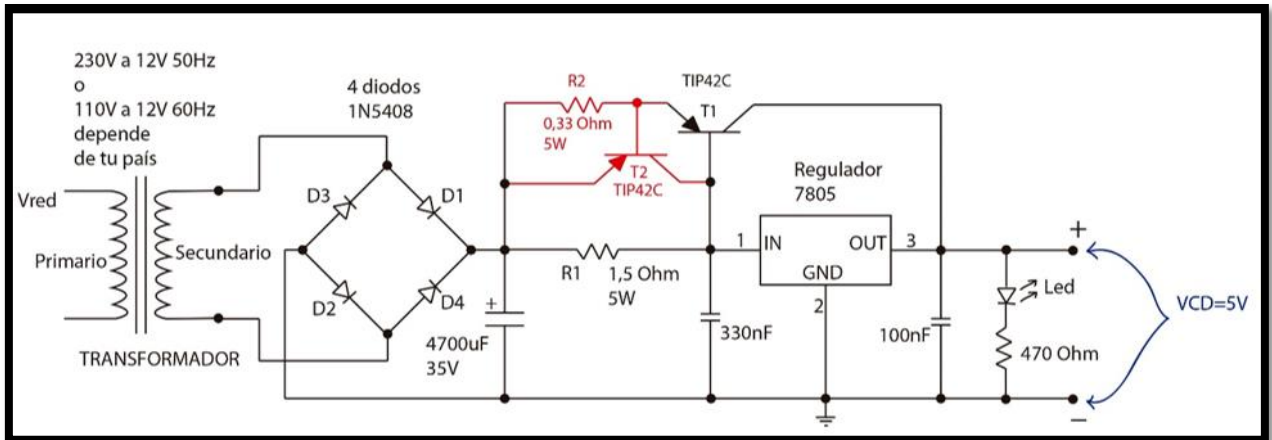 230V a 12V 50Hz
o
110V a 12V 60Hz
depende
de tu país
Vred
Primario
Secundario
TRANSFORMADOR
4 diodos
1N5408
D3
D1
D2
D4
+
4700uF
35V
R2
0,33 Ohm
5W
T2
TIP42C
TIP42C
T1
R1
1,5 Ohm
5W
330nF
Regulador
7805
1
IN
OUT
3
GND
2
100nF
Led
470 Ohm
+
−
VCD=5V